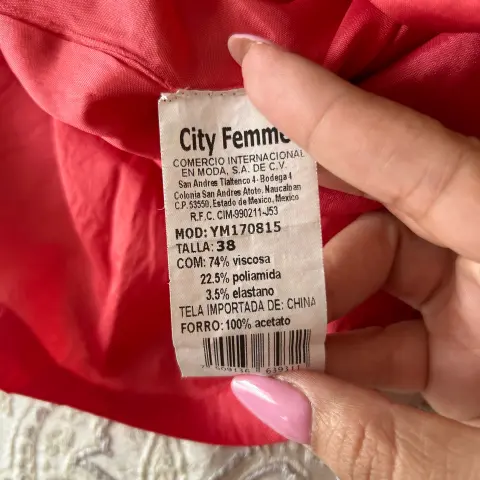 City Femme
COMERCIO INTERNACIONAL
EN MODA, S.A. DE C.V.
San Andres Tlaltenco 4-Bodega 4
Colonia San Andres Atoto, Naucalpan
C.P. 53550, Estado de Mexico, Mexico
R.F.C. CIM-990211-J53
MOD: YM170815
TALLA: 38
COM: 74% viscosa
22.5% poliamida
3.5% elastano
TELA IMPORTADA DE: CHINA
FORRO: 100% acetato